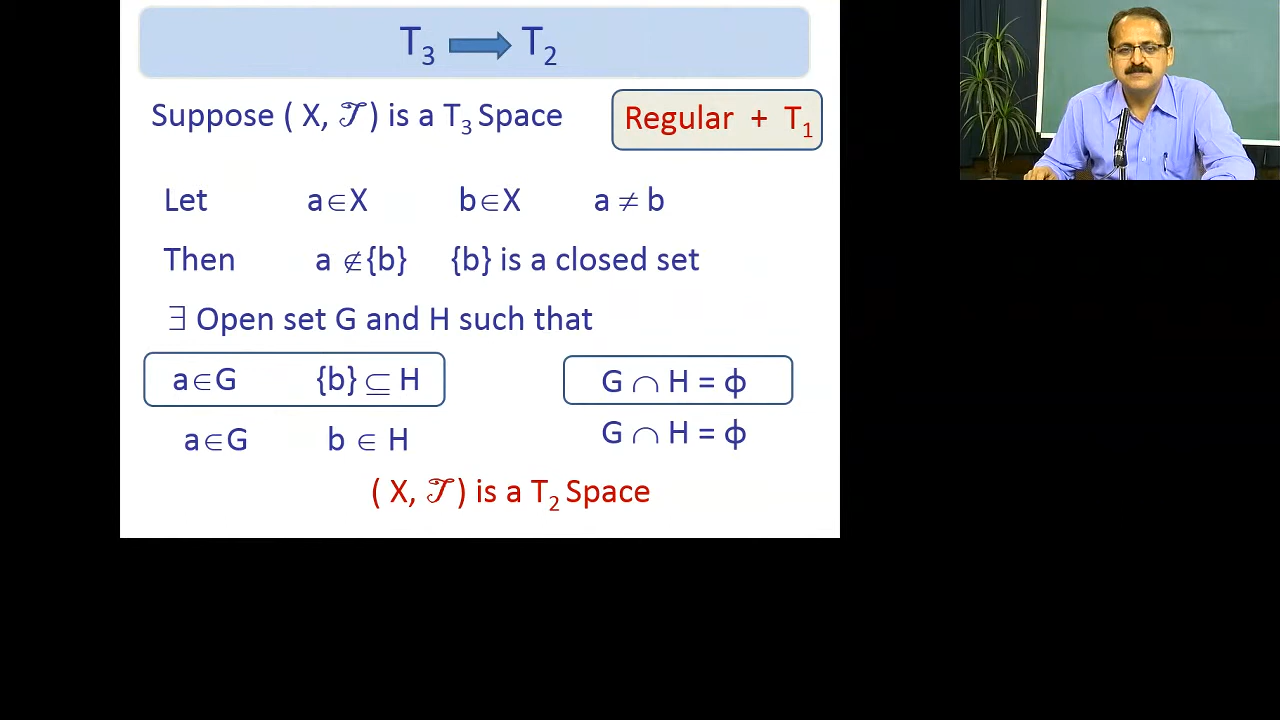 T₃ ➡ T₂
Suppose ( X, 𝒯 ) is a T₃ Space Regular + T₁
Let a∈X b∈X a ≠ b
Then a ∉{b} {b} is a closed set
∃ Open set G and H such that
a∈G {b} ⊆ H G ∩ H = ϕ
a∈G b ∈ H G ∩ H = ϕ
( X, 𝒯 ) is a T₂ Space